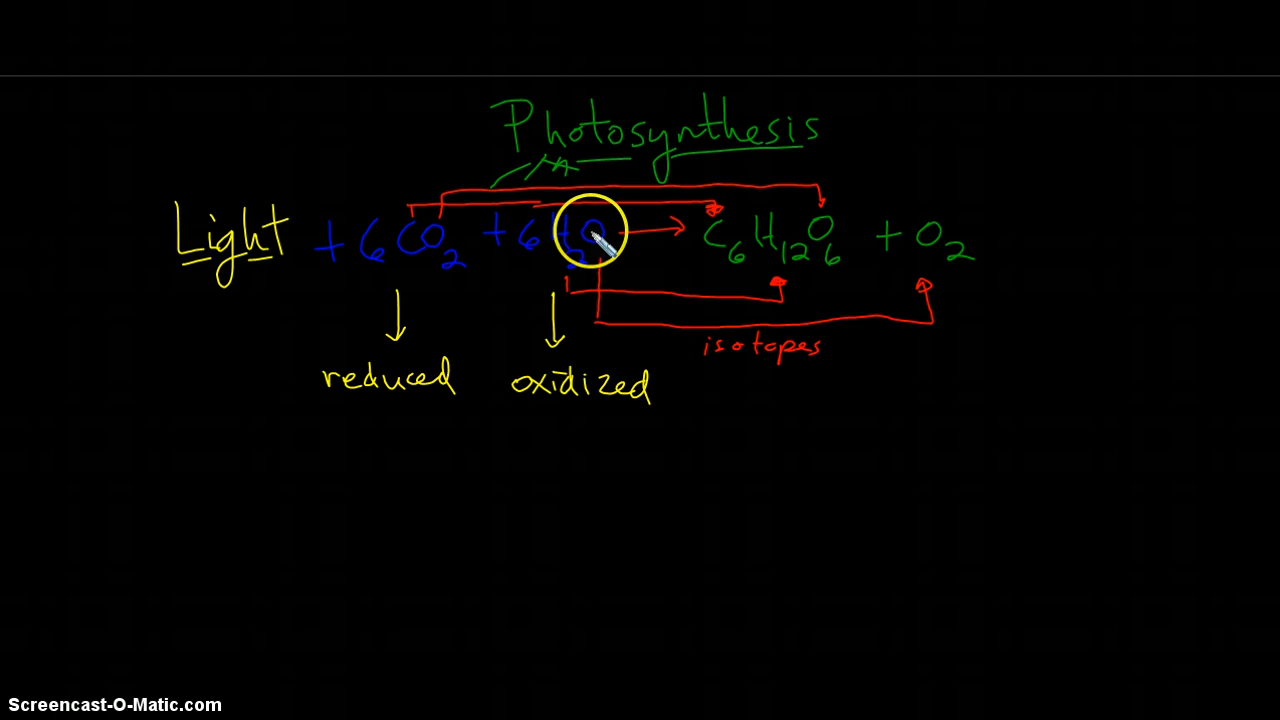 Photosynthesis
Light + 6CO2 + 6H2O → C6H12O6 + O2
isotopes
reduced oxidized
Screencast-O-Matic.com